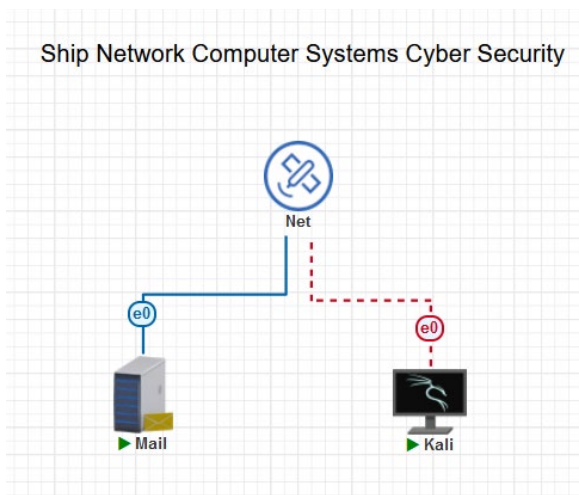 Ship Network Computer Systems Cyber Security
Net
e0
e0
Mail
Kali